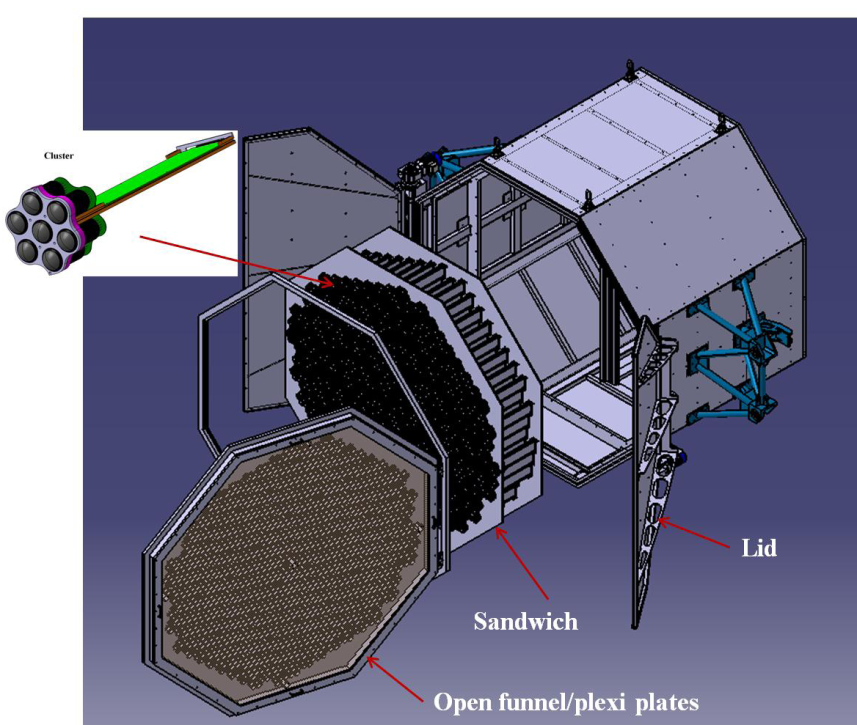 Cluster
Lid
Sandwich
Open funnel/plexi plates